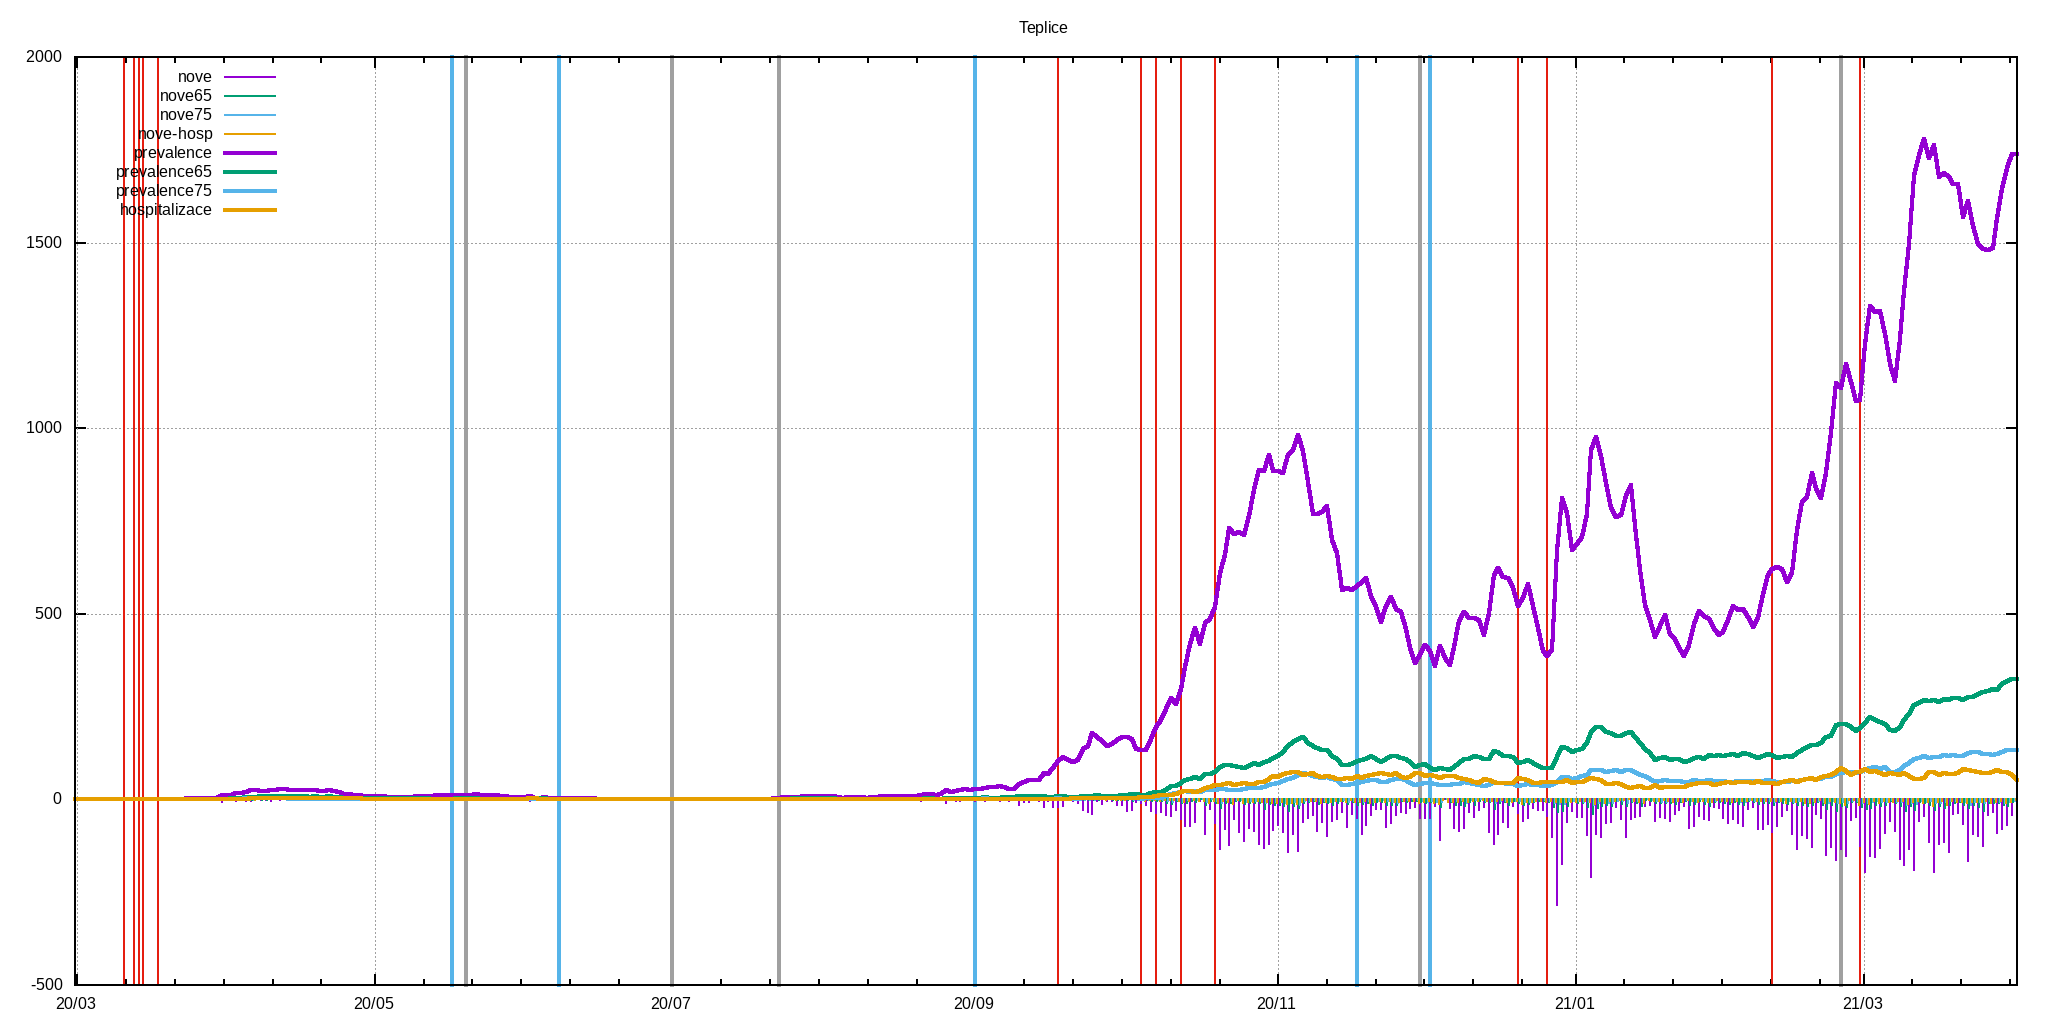 Teplice
2000
1500
1000
500
0
-500
nove
nove65
nove75
nove-hosp
prevalence
prevalence65
prevalence75
hospitalizace
20/03 20/05 20/07 20/09 20/11 21/01 21/03